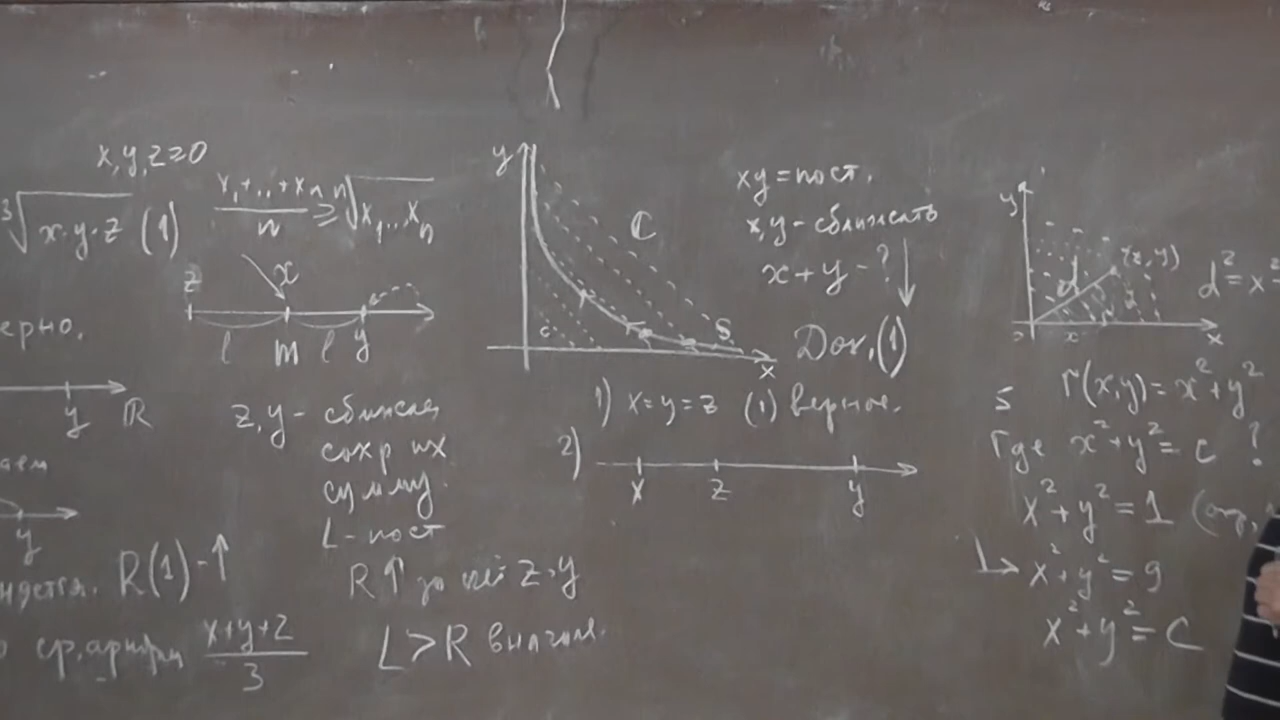 x,y,z≥0
∛x·y·z (1)
x₁+...+xₙ / n ≥ ⁿ√x₁...xₙ
z x
l m l y
ерно.
y ℝ
z,y - сближ
сохр их
сумму.
L - пост
аем
y
R(1) - ↑
R↑
z·y
ср. арифм x+y+z / 3
L>R
y
C
c
S
x
xy = пост.
x,y - сближать
x+y - ?
Док. (1)
1) x=y=z (1) верное.
2)
x z y
y
d
x
x
d²=x²
Γ(x,y)=x²+y²
Где x²+y²=c ?
x²+y²=1
↳ x²+y²=9
x²+y²=C